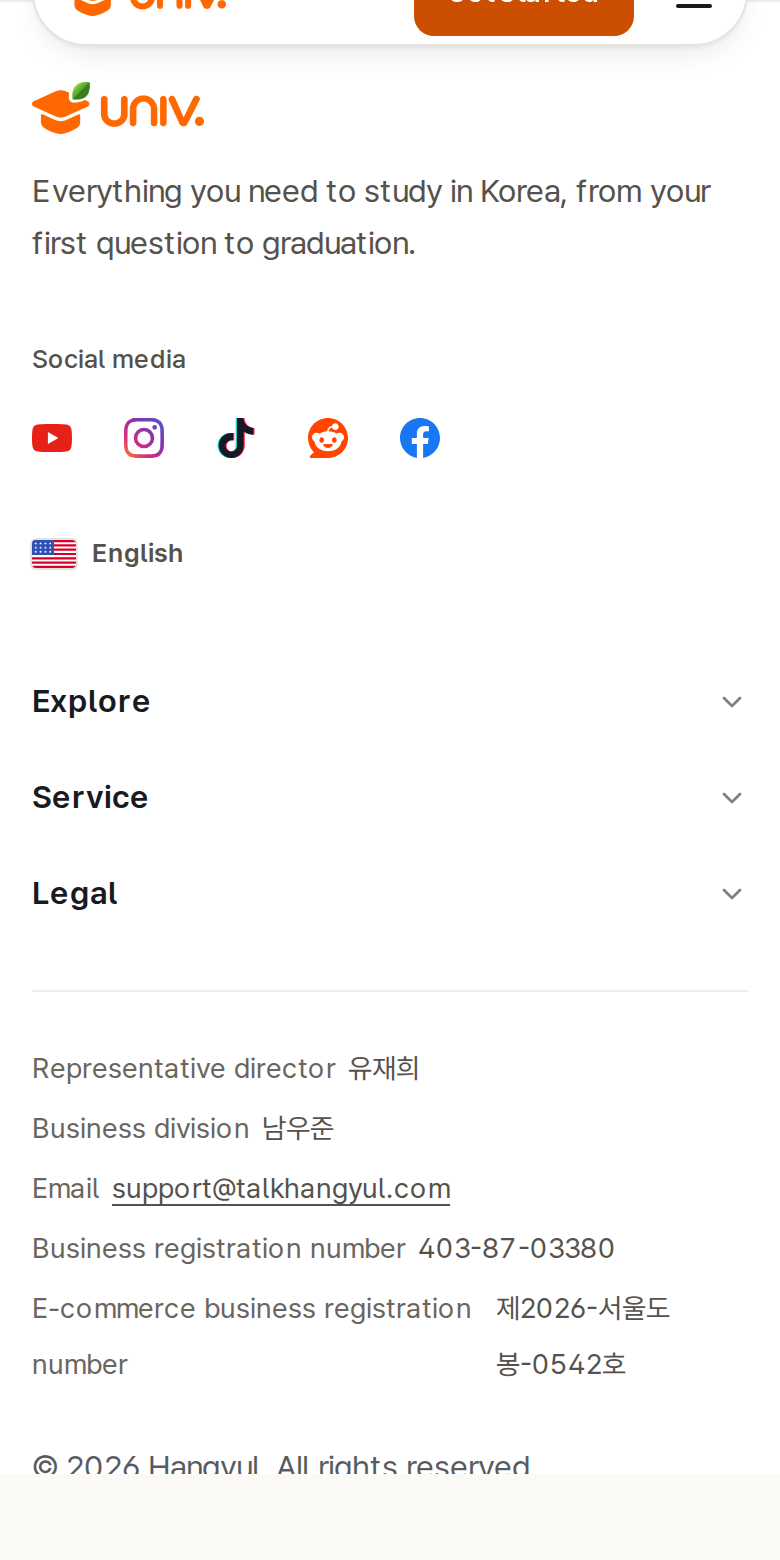 UNIV.
Get started
UNIV.
Everything you need to study in Korea, from your
first question to graduation.
Social media
English
Explore
Service
Legal
Representative director 유재희
Business division 남우준
Email support@talkhangyul.com
Business registration number 403-87-03380
E-commerce business registration number
제2026-서울도봉-0542호
© 2026 Hangyul. All rights reserved